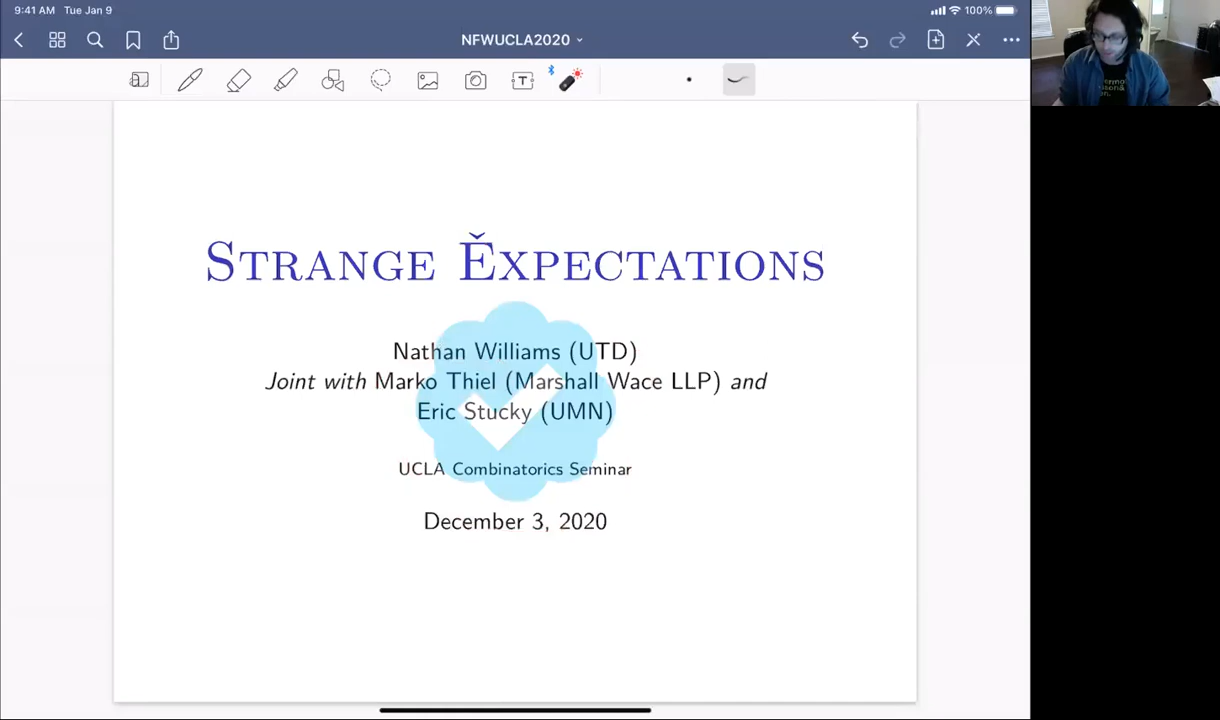 9:41 AM Tue Jan 9
100%
NFWUCLA2020
T
STRANGE ĚXPECTATIONS
Nathan Williams (UTD)
Joint with Marko Thiel (Marshall Wace LLP) and
Eric Stucky (UMN)
UCLA Combinatorics Seminar
December 3, 2020